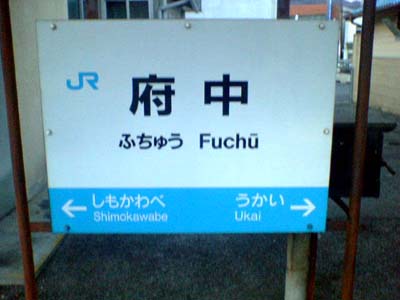 JR
府中
ふちゅう Fuchū
← しもかわべ うかい →
Shimokawabe Ukai